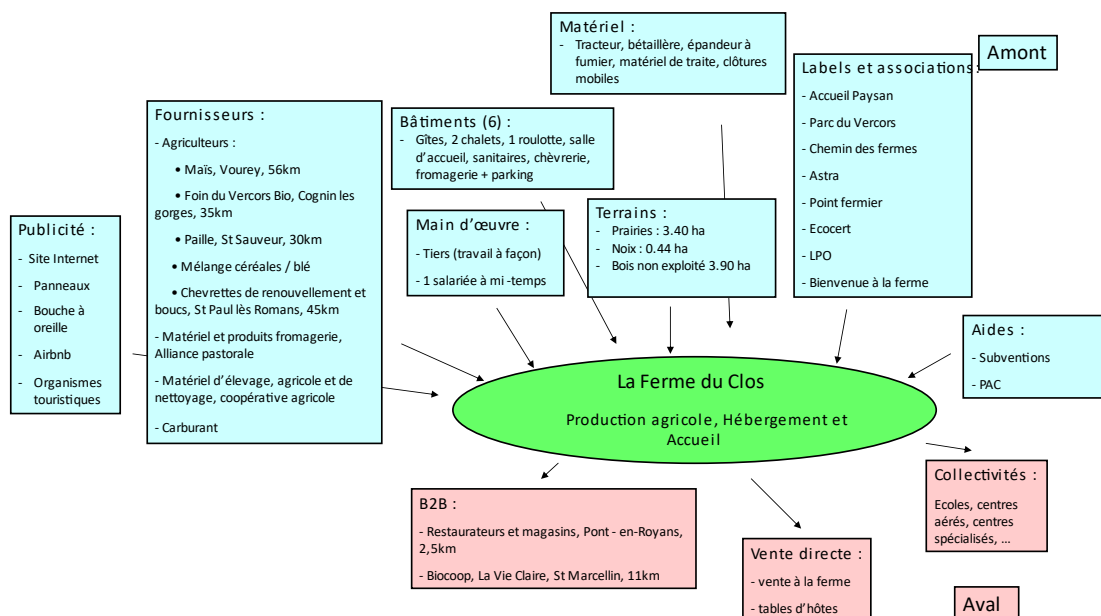 Matériel :
- Tracteur, bétaillère, épandeur à
fumier, matériel de traite, clôtures
mobiles
Amont
Labels et associations :
- Accueil Paysan
- Parc du Vercors
- Chemin des fermes
- Astra
- Point fermier
- Ecocert
- LPO
- Bienvenue à la ferme
Fournisseurs :
- Agriculteurs :
• Maïs, Vourey, 56km
• Foin du Vercors Bio, Cognin les
gorges, 35km
• Paille, St Sauveur, 30km
• Mélange céréales / blé
• Chevrettes de renouvellement et
boucs, St Paul lès Romans, 45km
- Matériel et produits fromagerie,
Alliance pastorale
- Matériel d'élevage, agricole et de
nettoyage, coopérative agricole
- Carburant
Bâtiments (6) :
- Gîtes, 2 chalets, 1 roulotte, salle
d'accueil, sanitaires, chèvrerie,
fromagerie + parking
Main d'œuvre :
- Tiers (travail à façon)
- 1 salariée à mi -temps
Terrains :
- Prairies : 3.40 ha
- Noix : 0.44 ha
- Bois non exploité 3.90 ha
Publicité :
- Site Internet
- Panneaux
- Bouche à
oreille
- Airbnb
- Organismes
touristiques
Aides :
- Subventions
- PAC
La Ferme du Clos
Production agricole, Hébergement et
Accueil
B2B :
- Restaurateurs et magasins, Pont - en-Royans,
2,5km
- Biocoop, La Vie Claire, St Marcellin, 11km
Vente directe :
- vente à la ferme
- tables d'hôtes
Collectivités :
Ecoles, centres
aérés, centres
spécialisés, ...
Aval